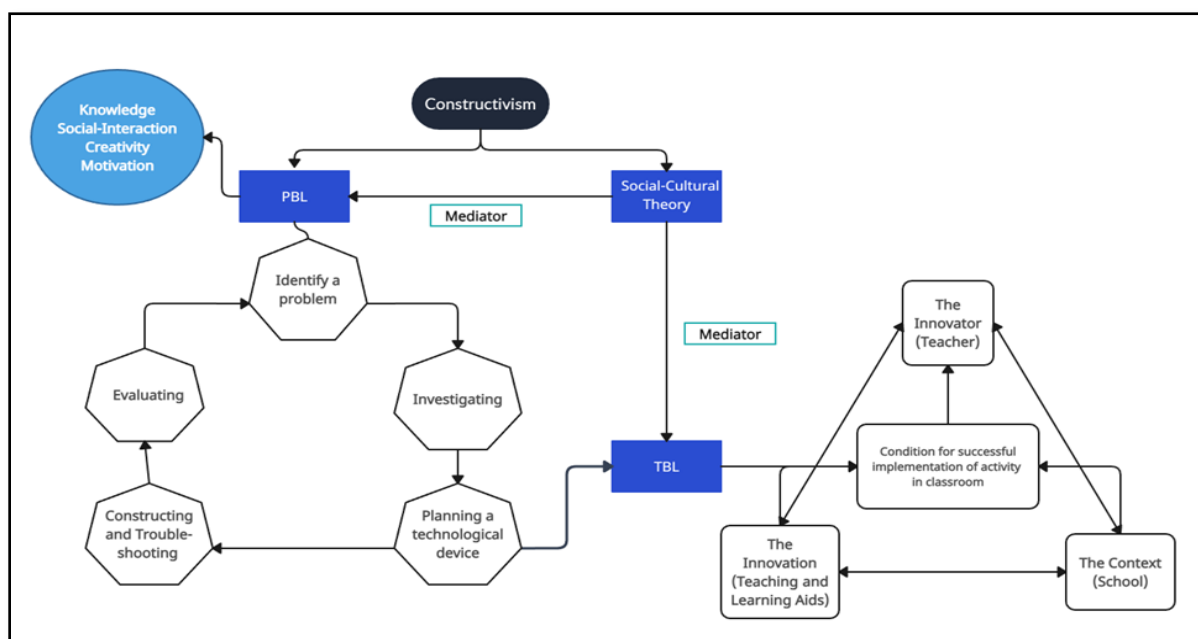 Constructivism
Knowledge
Social-Interaction
Creativity
Motivation
PBL
Social-Cultural
Theory
Mediator
Identify a
problem
The
Innovator
(Teacher)
Mediator
Evaluating
Investigating
TBL
Condition for successful
implementation of activity
in classroom
Constructing
and Trouble-
shooting
Planning a
technological
device
The
Innovation
(Teaching and
Learning Aids)
The Context
(School)